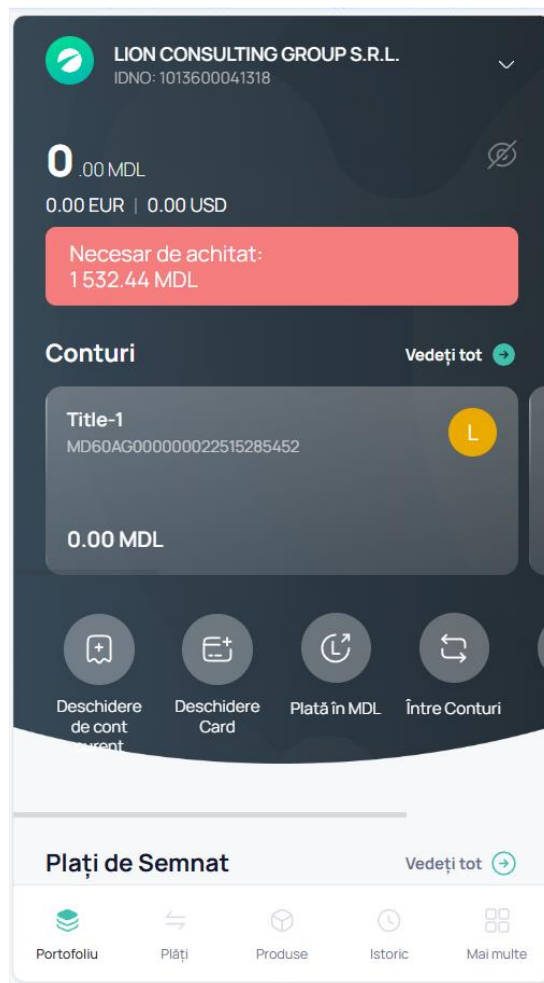 LION CONSULTING GROUP S.R.L.
IDNO: 1013600041318
0 .00 MDL
0.00 EUR | 0.00 USD
Necesar de achitat:
1 532.44 MDL
Conturi
Vedeți tot
Title-1
MD60AG000000022515285452
L
0.00 MDL
Deschidere de cont curent
Deschidere Card
Plată în MDL
Între Conturi
Plați de Semnat
Vedeți tot
Portofoliu
Plăți
Produse
Istoric
Mai multe